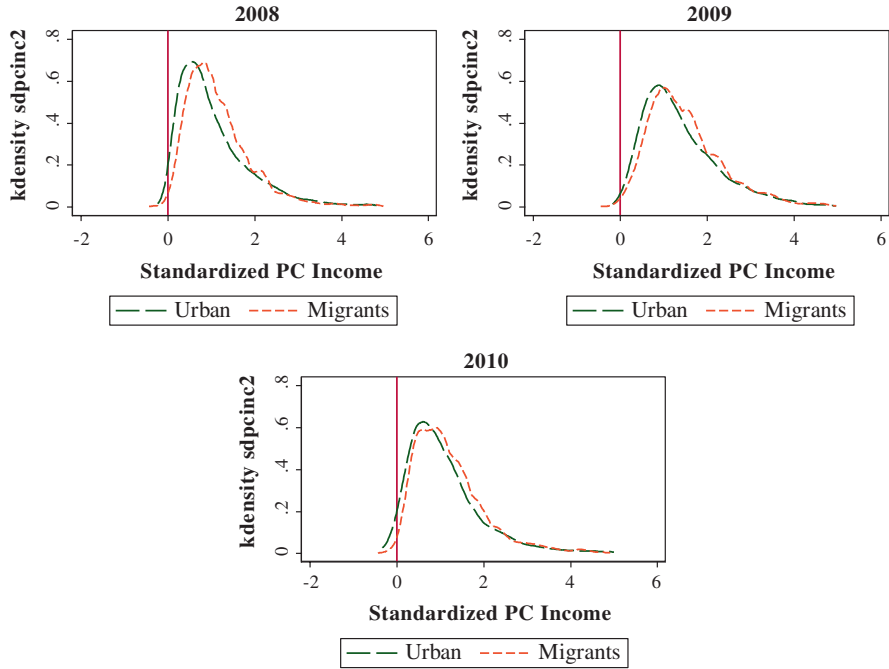 2008
kdensity sdpcinc2
.8
.6
.4
.2
0
-2 0 2 4 6
Standardized PC Income
Urban Migrants
2009
kdensity sdpcinc2
.8
.6
.4
.2
0
-2 0 2 4 6
Standardized PC Income
Urban Migrants
2010
kdensity sdpcinc2
.8
.6
.4
.2
0
-2 0 2 4 6
Standardized PC Income
Urban Migrants